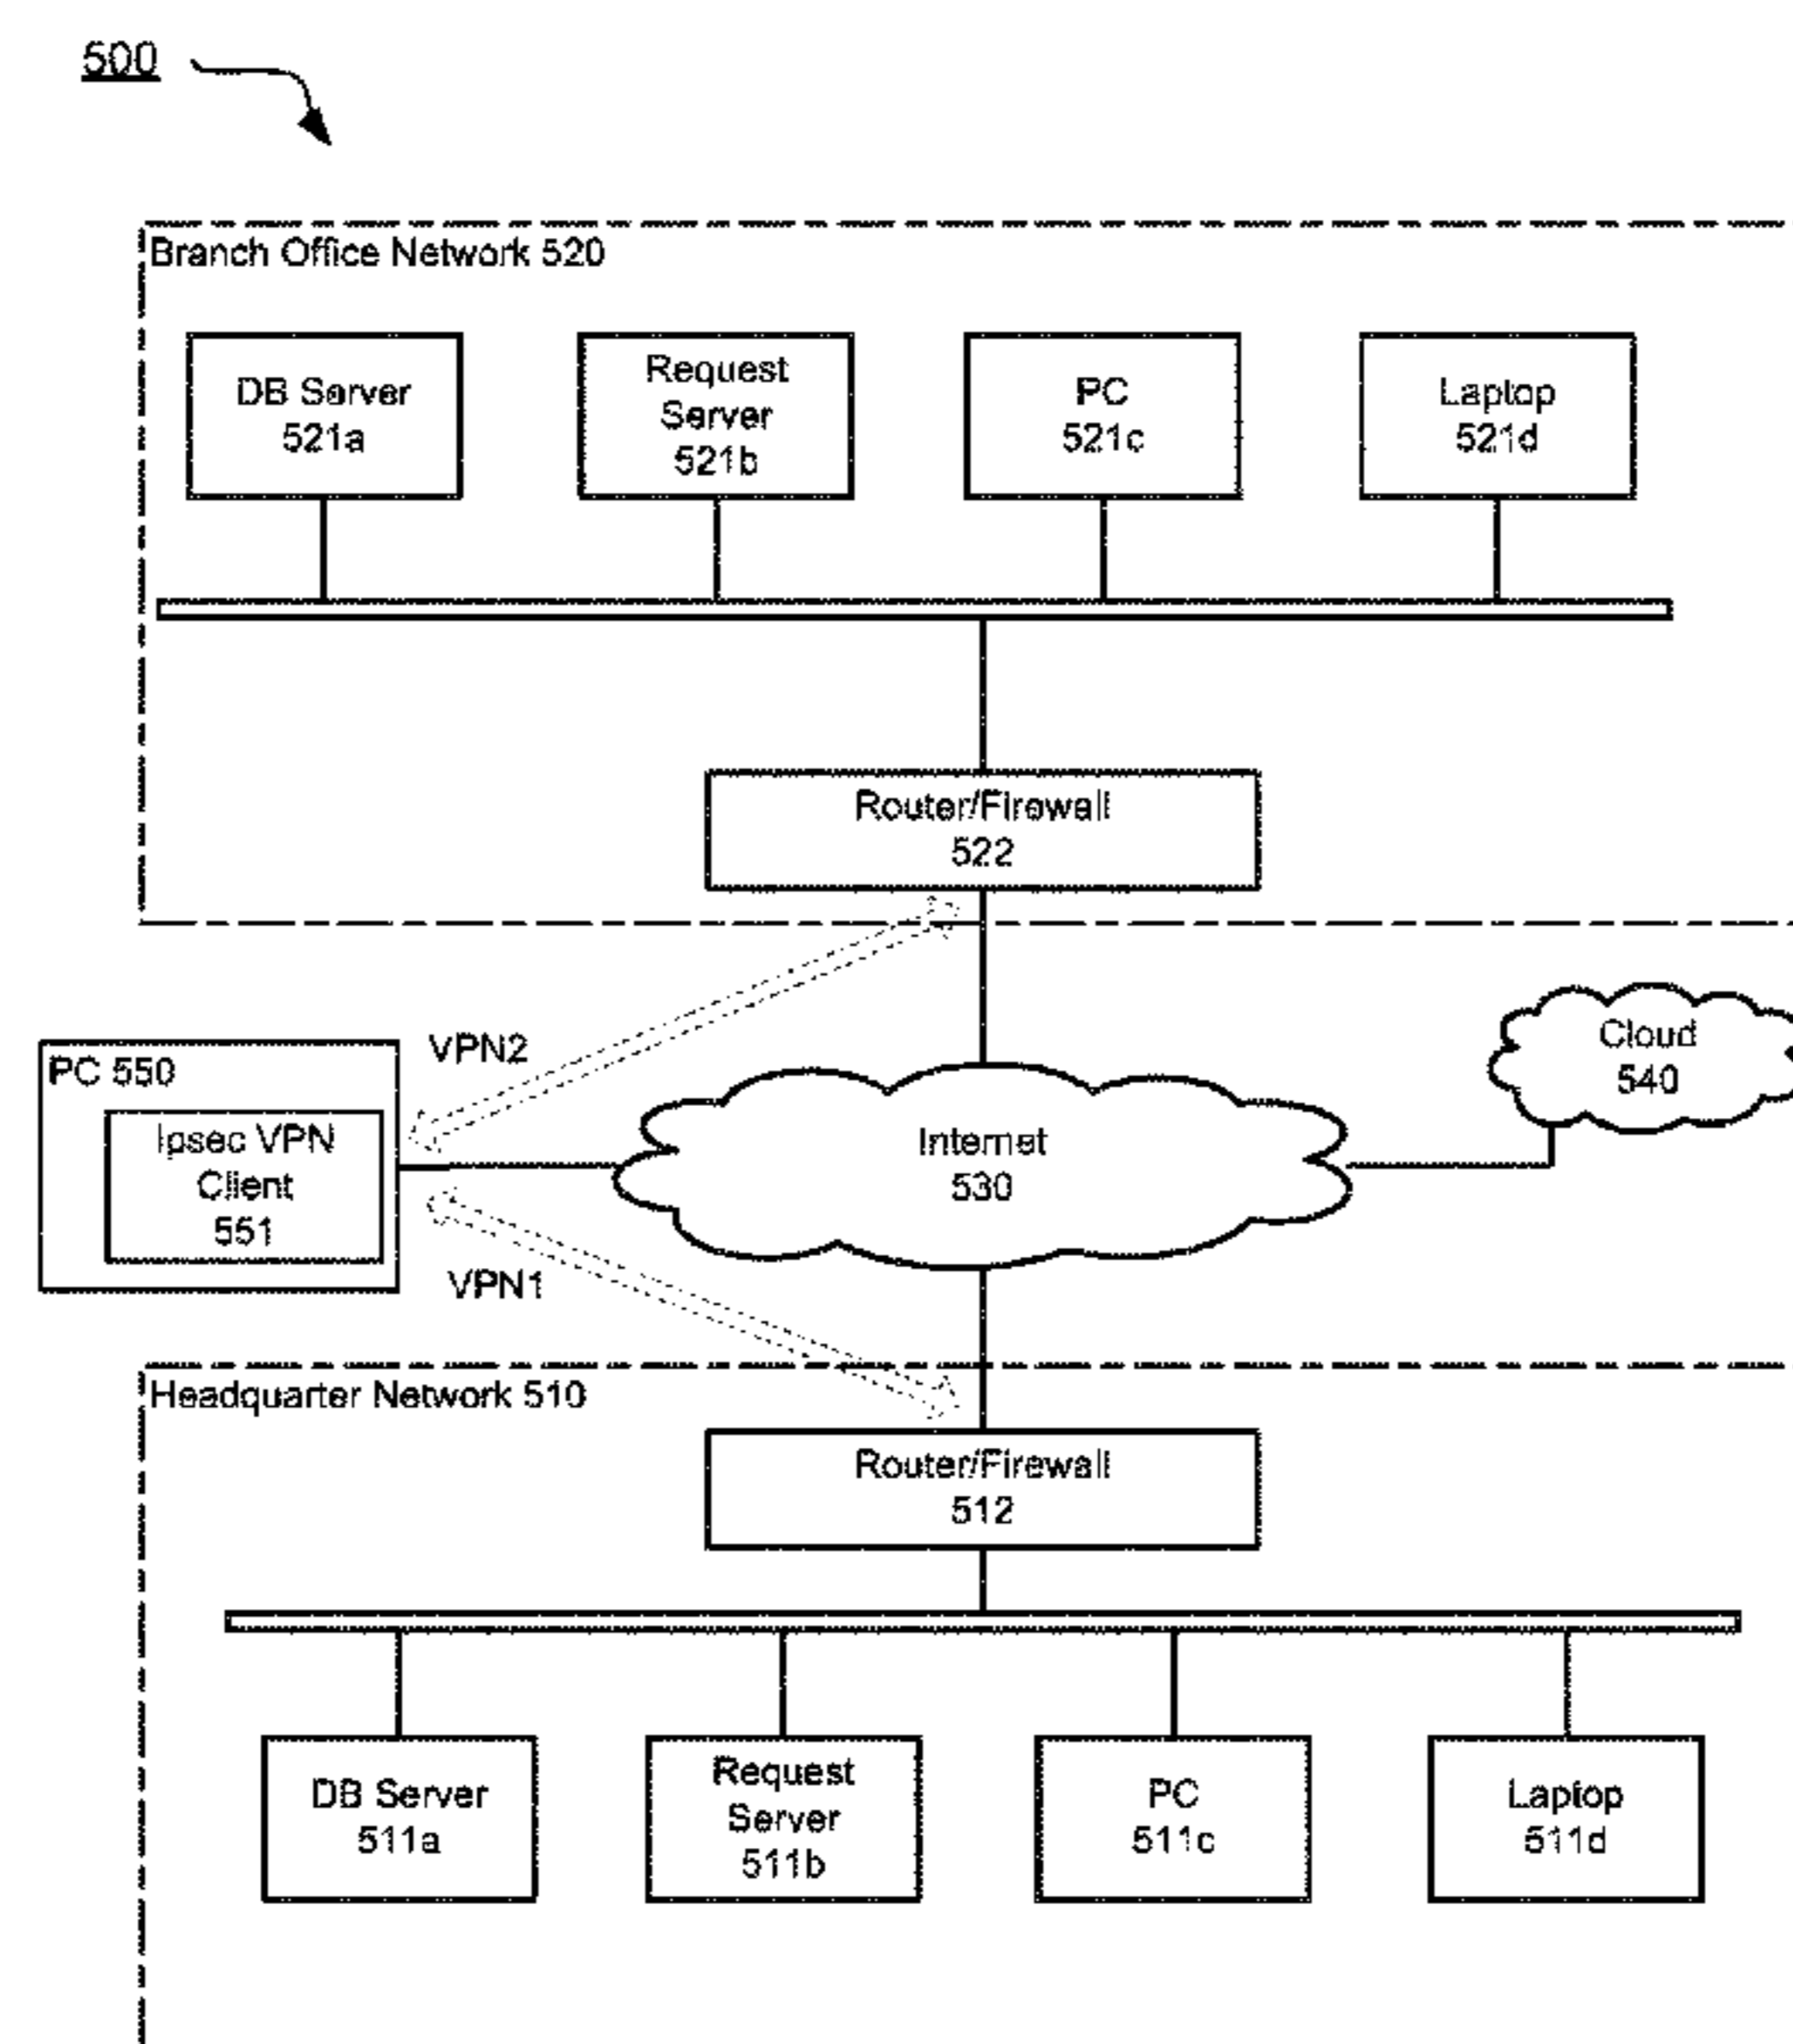 500
Branch Office Network 520
DB Server
521a
Request
Server
521b
PC
521c
Laptop
521d
Router/Firewall
522
VPN2
PC 550
Ipsec VPN
Client
551
Internet
530
Cloud
540
VPN1
Headquarter Network 510
Router/Firewall
512
DB Server
511a
Request
Server
511b
PC
511c
Laptop
511d